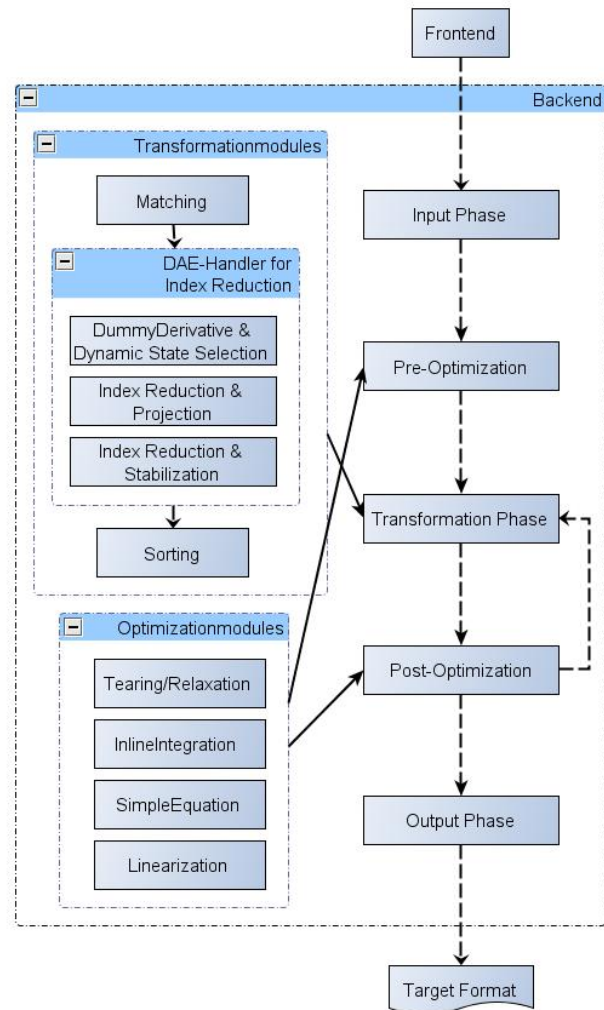 Frontend
Backend
Transformationmodules
Matching
DAE-Handler for
Index Reduction
DummyDerivative &
Dynamic State Selection
Index Reduction &
Projection
Index Reduction &
Stabilization
Sorting
Optimizationmodules
Tearing/Relaxation
InlineIntegration
SimpleEquation
Linearization
Input Phase
Pre-Optimization
Transformation Phase
Post-Optimization
Output Phase
Target Format